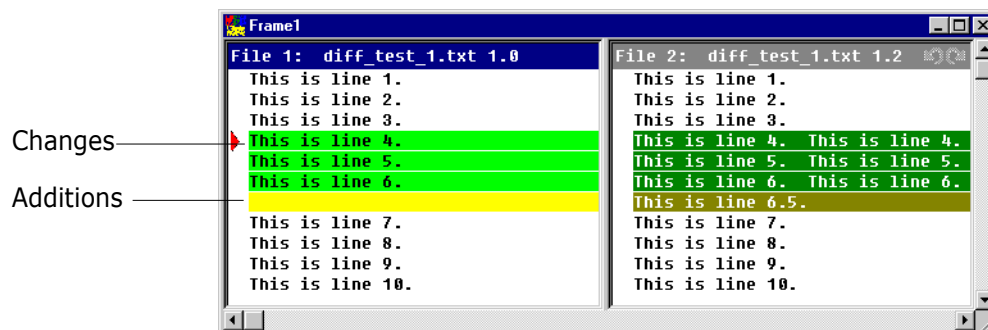 Frame1
File 1: diff_test_1.txt 1.0
This is line 1.
This is line 2.
This is line 3.
This is line 4.
This is line 5.
This is line 6.
This is line 7.
This is line 8.
This is line 9.
This is line 10.
File 2: diff_test_1.txt 1.2
This is line 1.
This is line 2.
This is line 3.
This is line 4. This is line 4.
This is line 5. This is line 5.
This is line 6. This is line 6.
This is line 6.5.
This is line 7.
This is line 8.
This is line 9.
This is line 10.
Changes
Additions